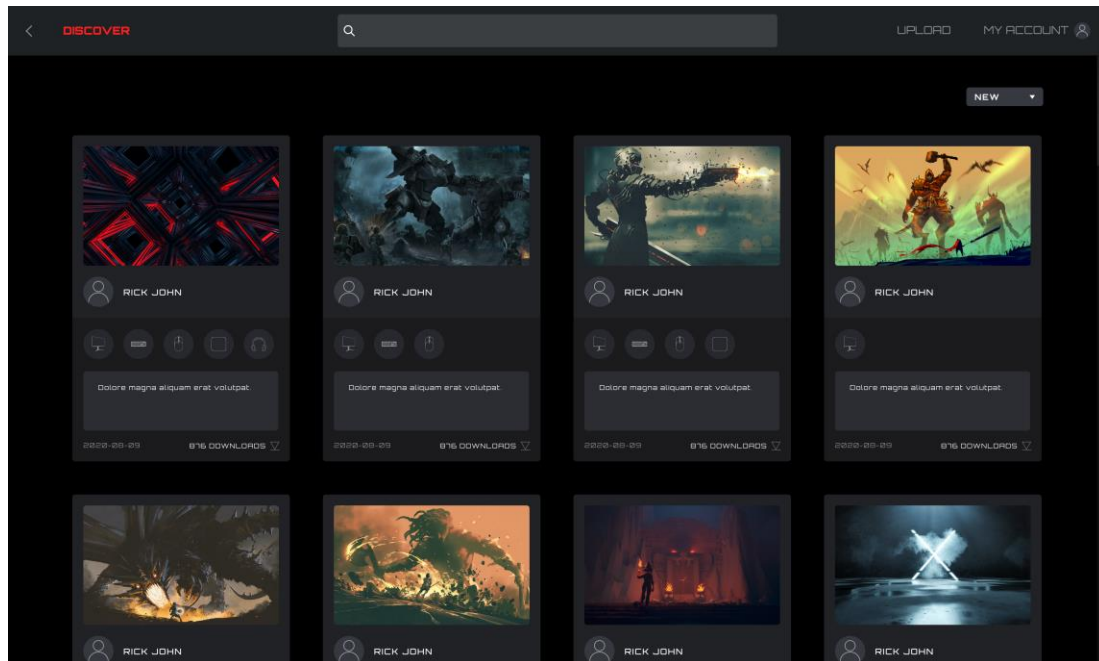 DISCOVER
UPLOAD
MY ACCOUNT
NEW
RICK JOHN
RICK JOHN
RICK JOHN
RICK JOHN
Dolore magna aliquam erat volutpat.
Dolore magna aliquam erat volutpat.
Dolore magna aliquam erat volutpat.
Dolore magna aliquam erat volutpat.
2020-08-09 876 DOWNLOADS
2020-08-09 876 DOWNLOADS
2020-08-09 876 DOWNLOADS
2020-08-09 876 DOWNLOADS
RICK JOHN
RICK JOHN
RICK JOHN
RICK JOHN